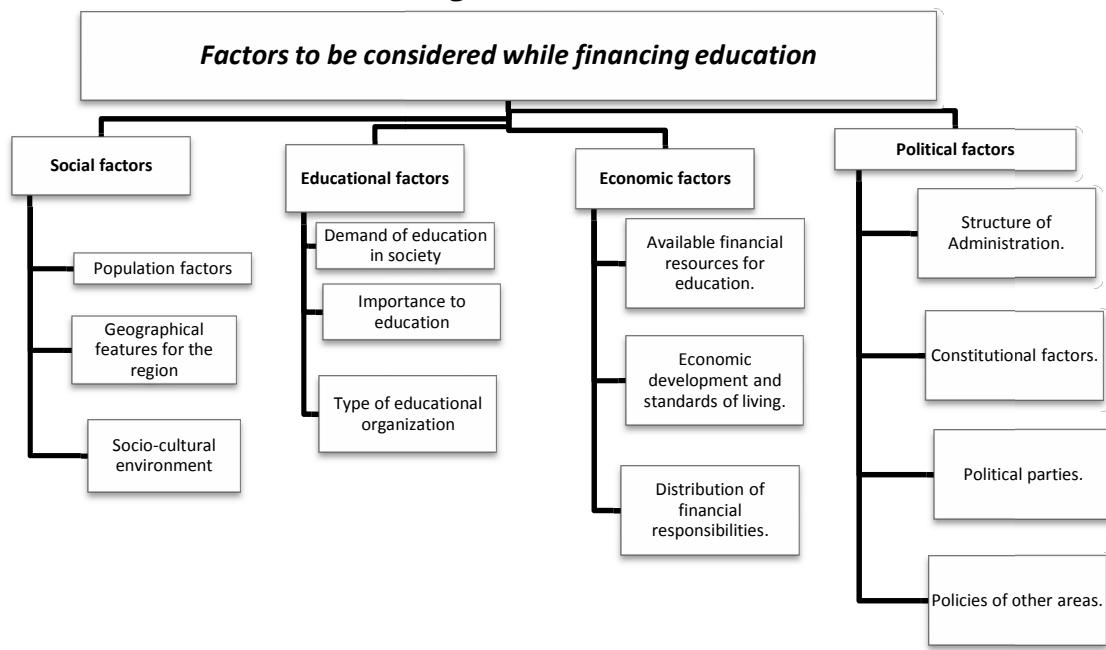 Factors to be considered while financing education
Social factors
Population factors
Geographical
features for the
region
Socio-cultural
environment
Educational factors
Demand of education
in society
Importance to
education
Type of educational
organization
Economic factors
Available financial
resources for
education.
Economic
development and
standards of living.
Distribution of
financial
responsibilities.
Political factors
Structure of
Administration.
Constitutional factors.
Political parties.
Policies of other areas.